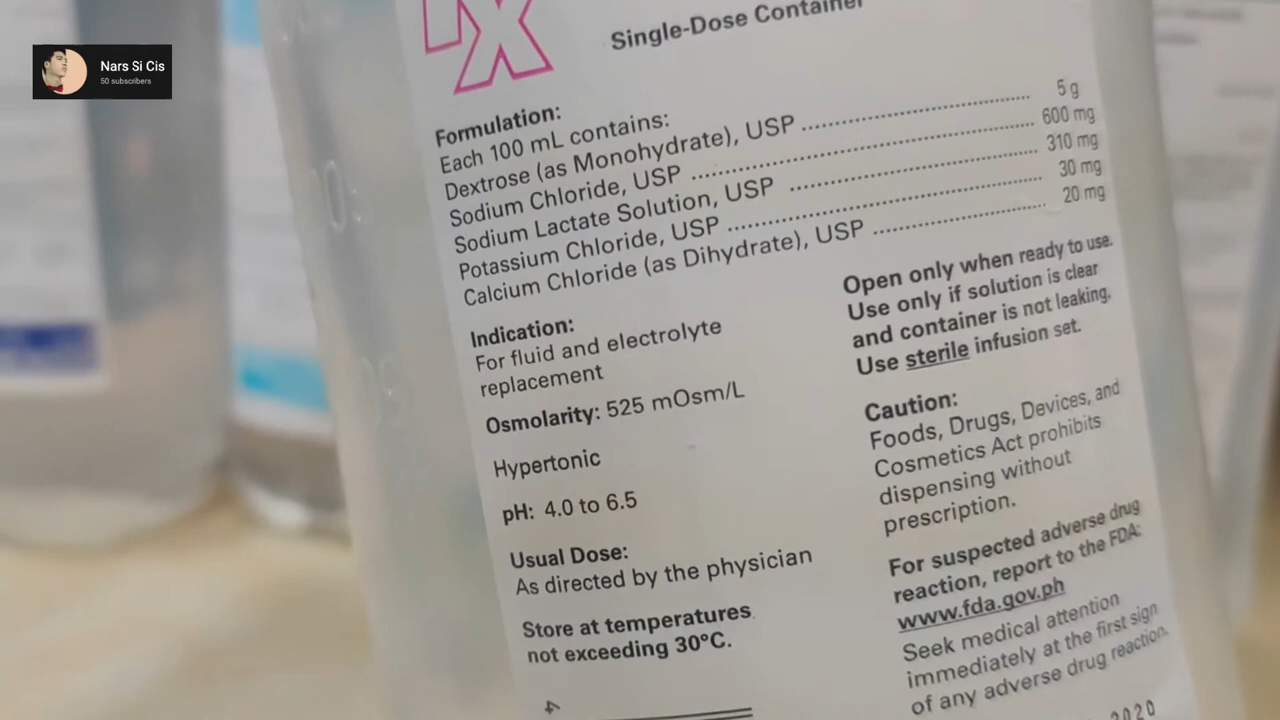 Nars Si Cis
50 subscribers
RX
Single-Dose Container
Formulation:
Each 100 mL contains:
Dextrose (as Monohydrate), USP ........ 5 g
Sodium Chloride, USP ........ 600 mg
Sodium Lactate Solution, USP ........ 310 mg
Potassium Chloride, USP ........ 30 mg
Calcium Chloride (as Dihydrate), USP ........ 20 mg
Indication:
For fluid and electrolyte
replacement
Osmolarity: 525 mOsm/L
Hypertonic
pH: 4.0 to 6.5
Usual Dose:
As directed by the physician
Store at temperatures
not exceeding 30°C.
Open only when ready to use.
Use only if solution is clear
and container is not leaking.
Use sterile infusion set.
Caution:
Foods, Drugs, Devices, and
Cosmetics Act prohibits
dispensing without
prescription.
For suspected adverse drug
reaction, report to the FDA:
www.fda.gov.ph
Seek medical attention
immediately at the first sign
of any adverse drug reaction.
2020